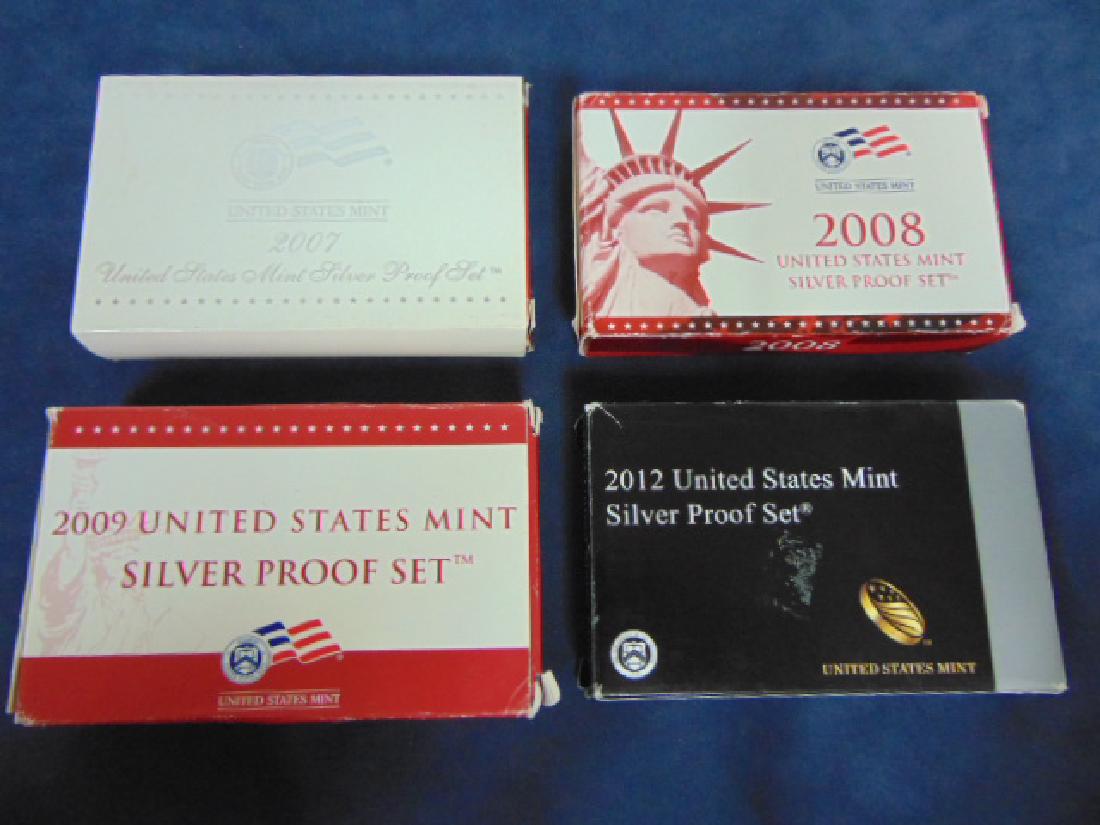 UNITED STATES MINT
2007
United States Mint Silver Proof Set™
UNITED STATES MINT
2008
UNITED STATES MINT
SILVER PROOF SET™
2008
2009 UNITED STATES MINT
SILVER PROOF SET™
UNITED STATES MINT
2012 United States Mint
Silver Proof Set®
UNITED STATES MINT